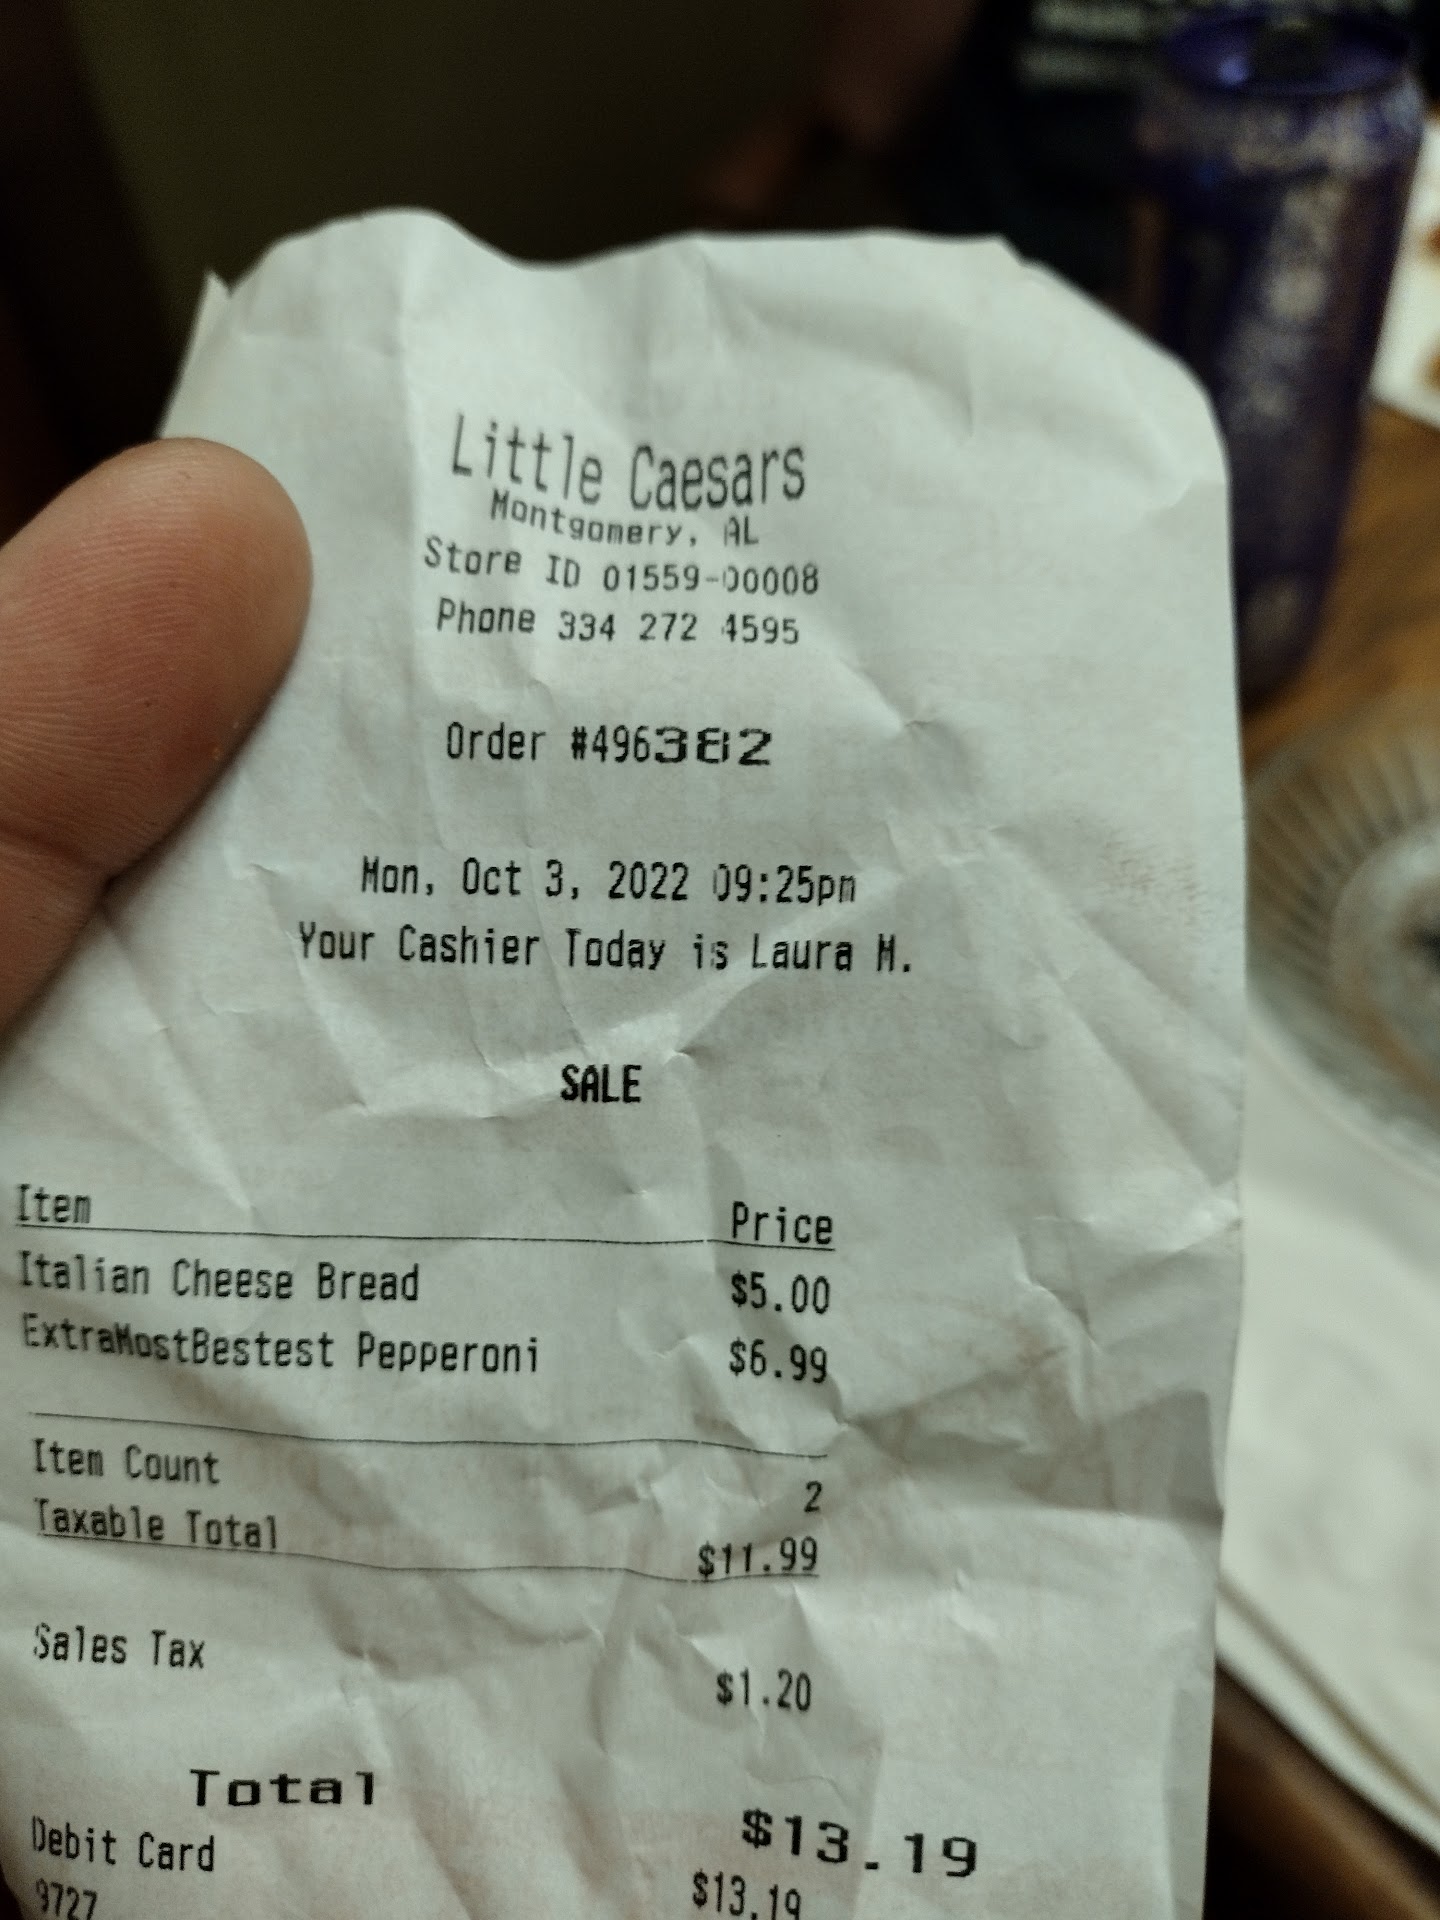 Little Caesars
Montgomery, AL
Store ID 01559-00008
Phone 334 272 4595
Order #496382
Mon, Oct 3, 2022 09:25pm
Your Cashier Today is Laura M.
SALE
Item Price
Italian Cheese Bread $5.00
ExtraMostBestest Pepperoni $6.99
Item Count 2
Taxable Total $11.99
Sales Tax $1.20
Total $13.19
Debit Card $13.19
9727